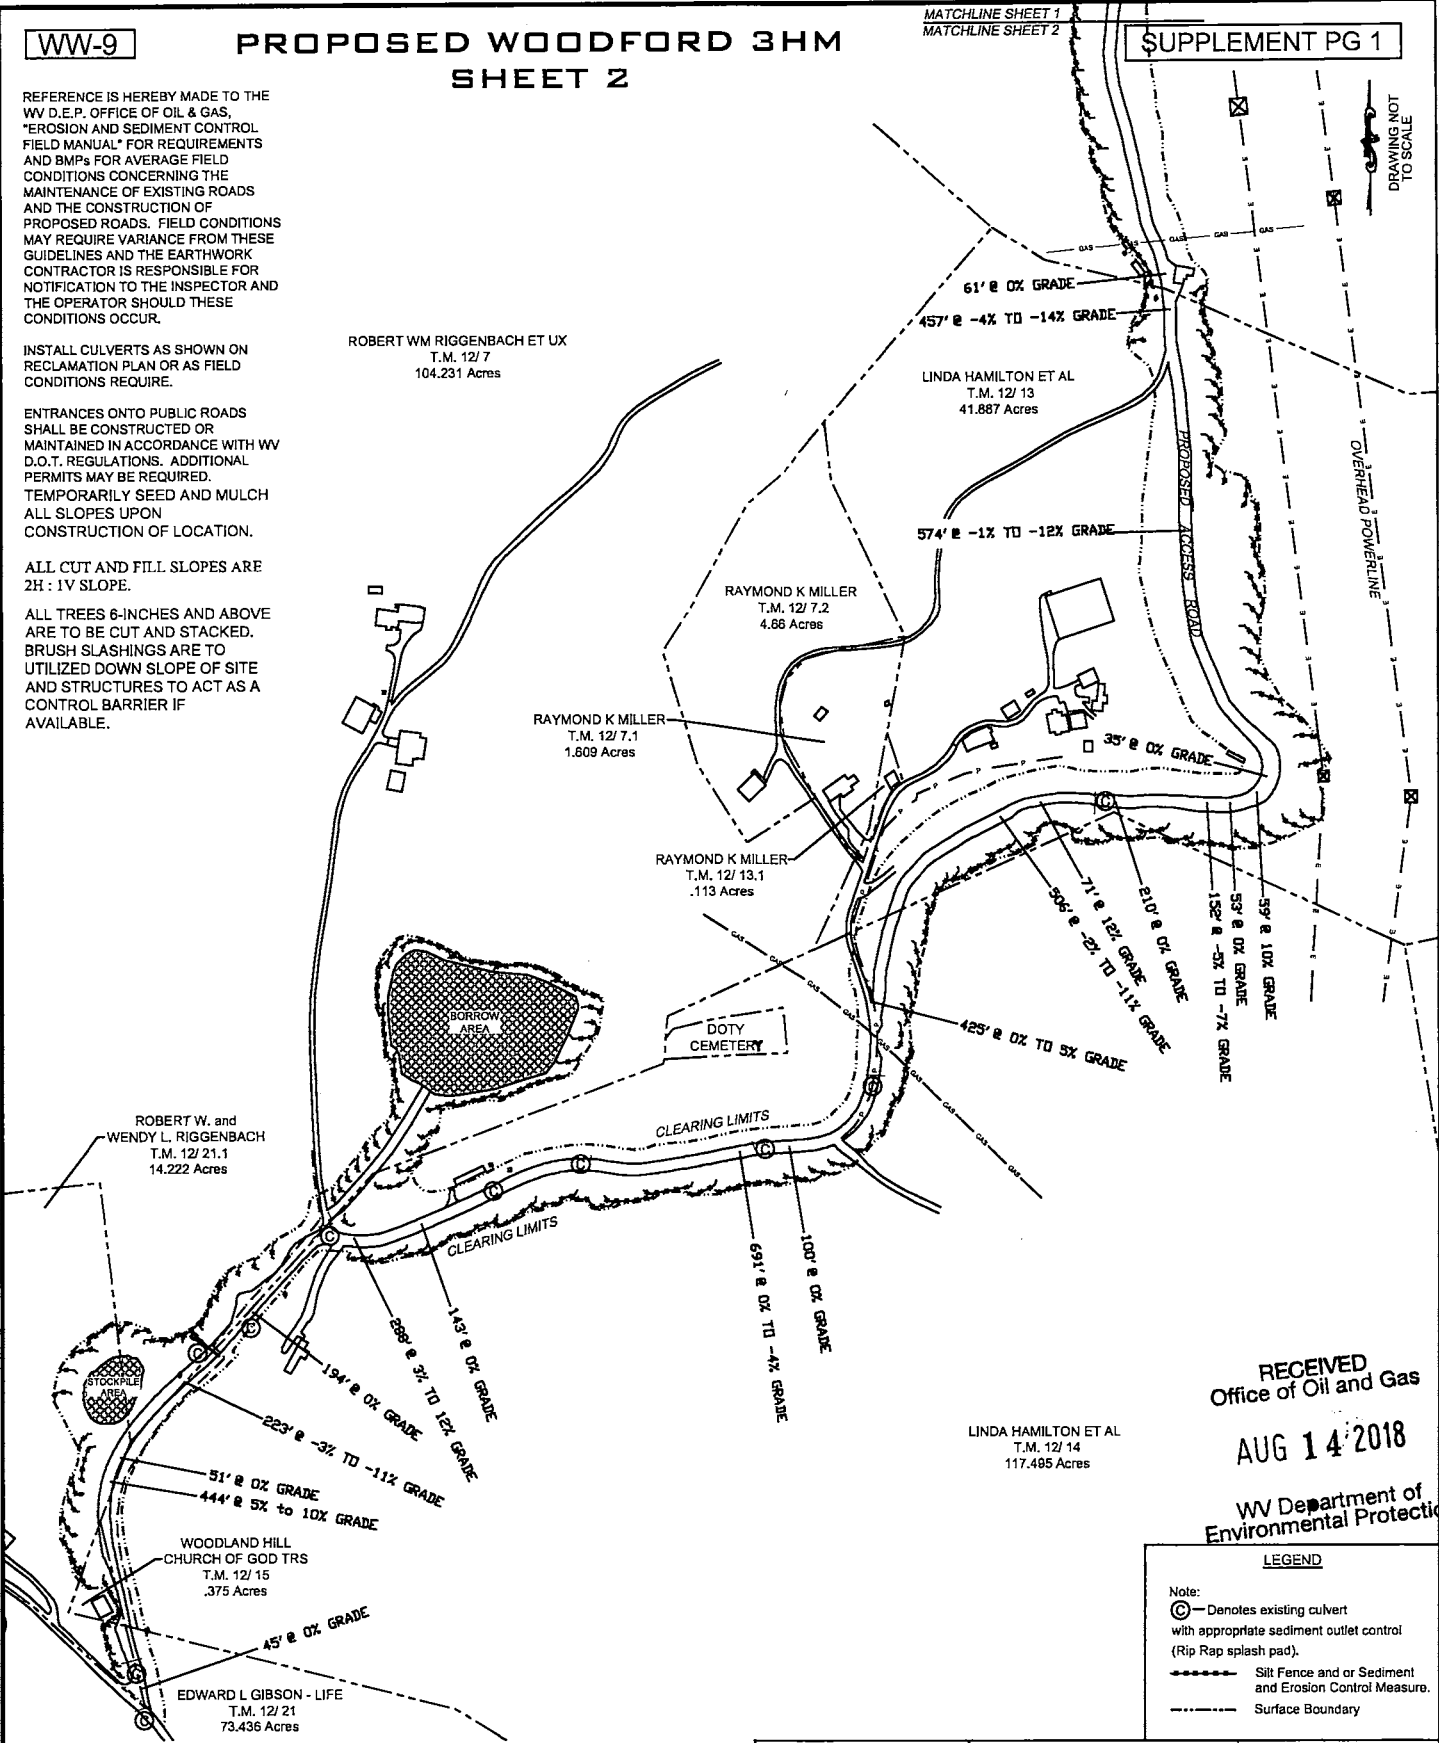 WW-9
PROPOSED WOODFORD 3HM
SHEET 2
MATCHLINE SHEET 1
MATCHLINE SHEET 2
SUPPLEMENT PG 1
DRAWING NOT
TO SCALE
REFERENCE IS HEREBY MADE TO THE
WV D.E.P. OFFICE OF OIL & GAS,
"EROSION AND SEDIMENT CONTROL
FIELD MANUAL" FOR REQUIREMENTS
AND BMPs FOR AVERAGE FIELD
CONDITIONS CONCERNING THE
MAINTENANCE OF EXISTING ROADS
AND THE CONSTRUCTION OF
PROPOSED ROADS. FIELD CONDITIONS
MAY REQUIRE VARIANCE FROM THESE
GUIDELINES AND THE EARTHWORK
CONTRACTOR IS RESPONSIBLE FOR
NOTIFICATION TO THE INSPECTOR AND
THE OPERATOR SHOULD THESE
CONDITIONS OCCUR.
INSTALL CULVERTS AS SHOWN ON
RECLAMATION PLAN OR AS FIELD
CONDITIONS REQUIRE.
ENTRANCES ONTO PUBLIC ROADS
SHALL BE CONSTRUCTED OR
MAINTAINED IN ACCORDANCE WITH WV
D.O.T. REGULATIONS. ADDITIONAL
PERMITS MAY BE REQUIRED.
TEMPORARILY SEED AND MULCH
ALL SLOPES UPON
CONSTRUCTION OF LOCATION.
ALL CUT AND FILL SLOPES ARE
2H : 1V SLOPE.
ALL TREES 6-INCHES AND ABOVE
ARE TO BE CUT AND STACKED.
BRUSH SLASHINGS ARE TO
UTILIZED DOWN SLOPE OF SITE
AND STRUCTURES TO ACT AS A
CONTROL BARRIER IF
AVAILABLE.
ROBERT WM RIGGENBACH ET UX
T.M. 12/ 7
104.231 Acres
GAS GAS GAS GAS GAS
61' @ 0% GRADE
457' @ -4% TO -14% GRADE
LINDA HAMILTON ET AL
T.M. 12/ 13
41.887 Acres
PROPOSED ACCESS ROAD
OVERHEAD POWERLINE
574' @ -1% TO -12% GRADE
RAYMOND K MILLER
T.M. 12/ 7.2
4.66 Acres
RAYMOND K MILLER
T.M. 12/ 7.1
1.609 Acres
35' @ 0% GRADE
RAYMOND K MILLER
T.M. 12/ 13.1
.113 Acres
506' @ -2% TO -11% GRADE
71' @ 12% GRADE
210' @ 0% GRADE
152' @ -5% TO -7% GRADE
53' @ 0% GRADE
59' @ 10% GRADE
425' @ 0% TO 5% GRADE
GAS GAS GAS GAS GAS GAS GAS
BORROW
AREA
DOTY
CEMETERY
CLEARING LIMITS
ROBERT W. and
WENDY L. RIGGENBACH
T.M. 12/ 21.1
14.222 Acres
CLEARING LIMITS
691' @ 0% TO -4% GRADE
100' @ 0% GRADE
143' @ 0% GRADE
288' @ 3% TO 12% GRADE
194' @ 0% GRADE
223' @ -3% TO -11% GRADE
STOCKPILE
AREA
51' @ 0% GRADE
444' @ 5% to 10% GRADE
WOODLAND HILL
CHURCH OF GOD TRS
T.M. 12/ 15
.375 Acres
45' @ 0% GRADE
EDWARD L GIBSON - LIFE
T.M. 12/ 21
73.436 Acres
LINDA HAMILTON ET AL
T.M. 12/ 14
117.495 Acres
RECEIVED
Office of Oil and Gas
AUG 14 2018
WV Department of
Environmental Protectio
LEGEND
Note:
Ⓒ — Denotes existing culvert
with appropriate sediment outlet control
(Rip Rap splash pad).
Silt Fence and or Sediment
and Erosion Control Measure.
Surface Boundary